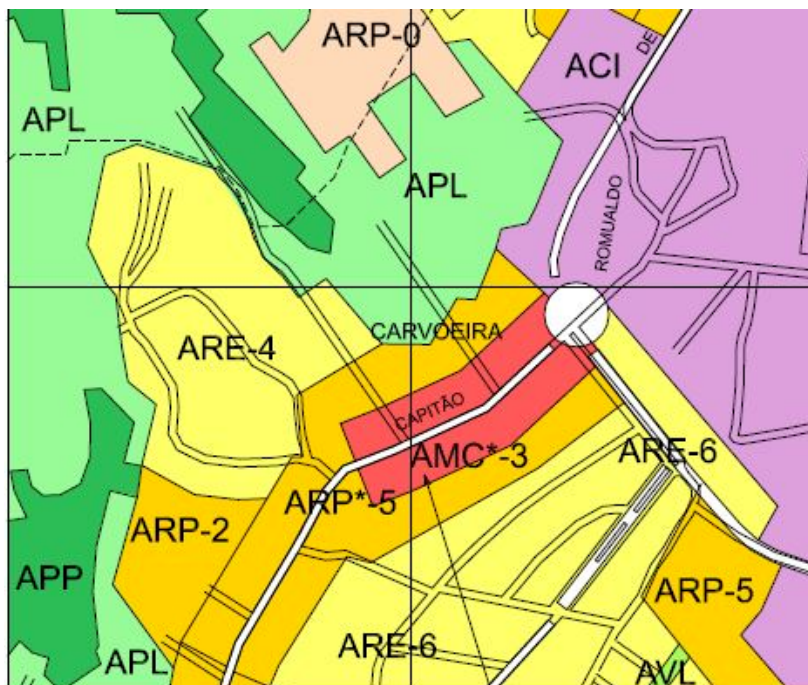 ARP-0
DE
ACI
APL
APL
ROMUALDO
CARVOEIRA
ARE-4
CAPITÃO
AMC*-3
ARE-6
ARP*-5
ARP-2
APP
ARP-5
ARE-6
APL
AVL